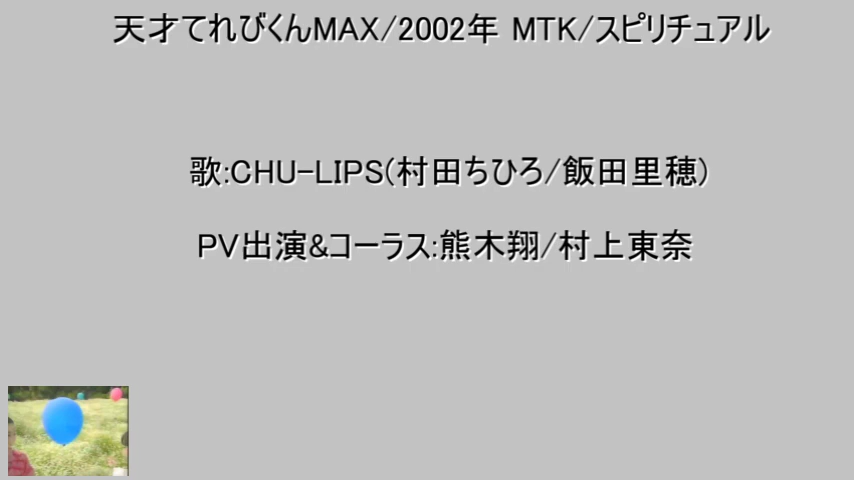 天才てれびくんMAX/2002年 MTK/スピリチュアル
歌:CHU-LIPS(村田ちひろ/飯田里穂)
PV出演&コーラス:熊木翔/村上東奈